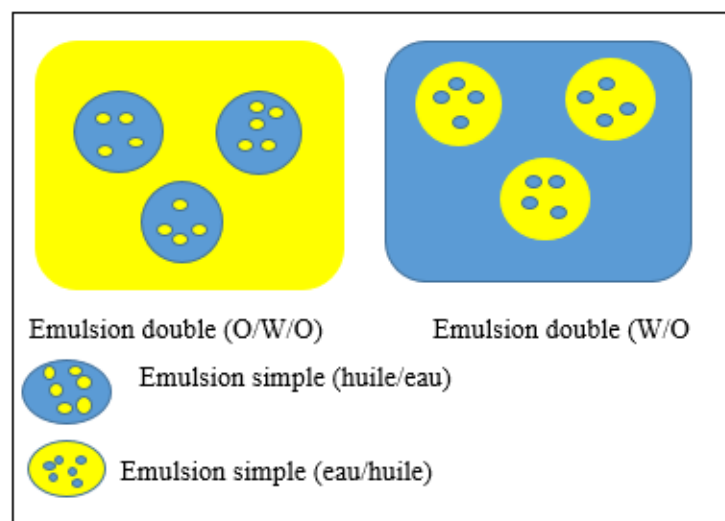 Emulsion double (O/W/O)
Emulsion double (W/O
Emulsion simple (huile/eau)
Emulsion simple (eau/huile)